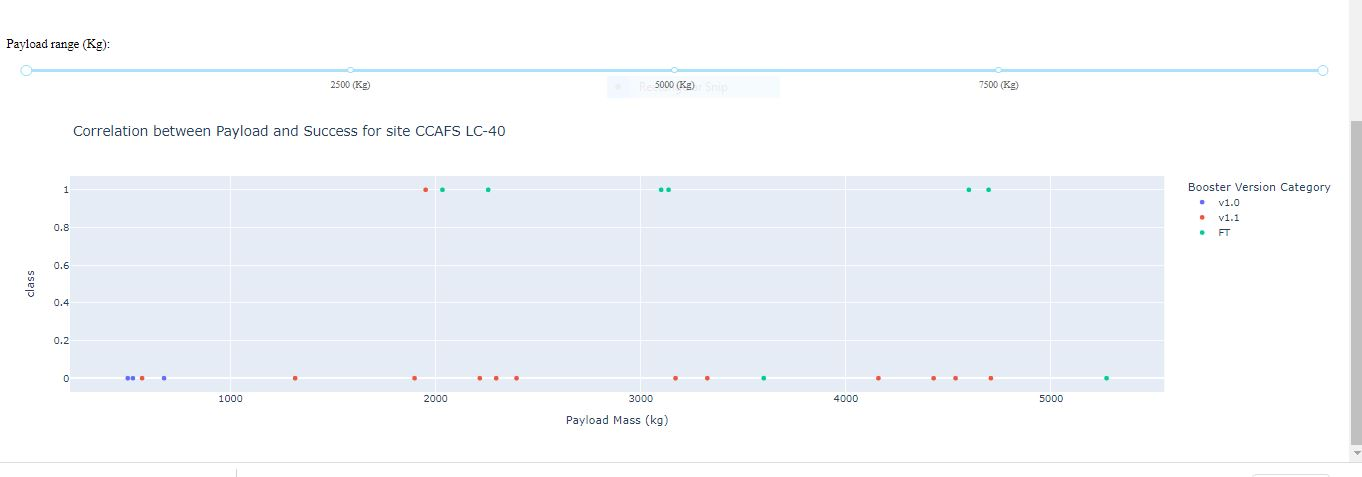 Payload range (Kg):
2500 (Kg)
5000 (Kg)
7500 (Kg)
Correlation between Payload and Success for site CCAFS LC-40
Booster Version Category
v1.0
v1.1
FT
class
1
0.8
0.6
0.4
0.2
0
1000
2000
3000
4000
5000
Payload Mass (kg)